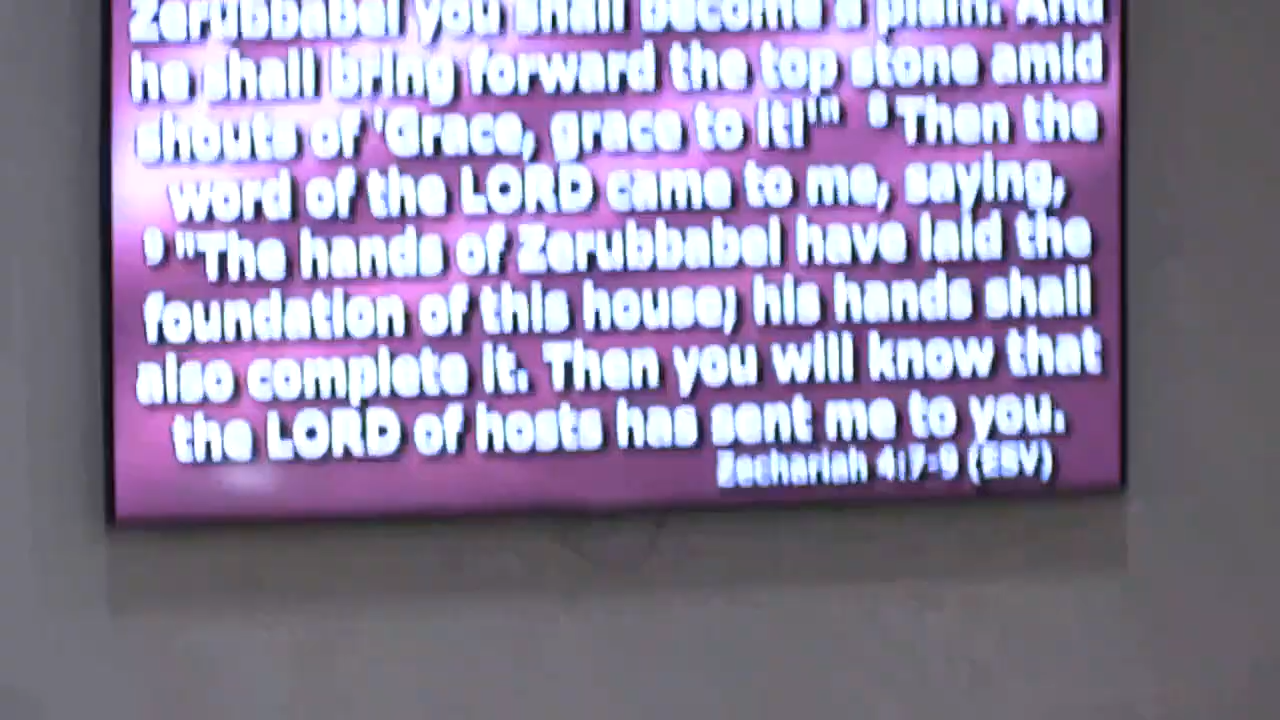 Zerubbabel you shall become a plain. And
he shall bring forward the top stone amid
shouts of 'Grace, grace to it!'" 8 Then the
word of the LORD came to me, saying,
9 "The hands of Zerubbabel have laid the
foundation of this house; his hands shall
also complete it. Then you will know that
the LORD of hosts has sent me to you.
Zechariah 4:7-9 (ESV)